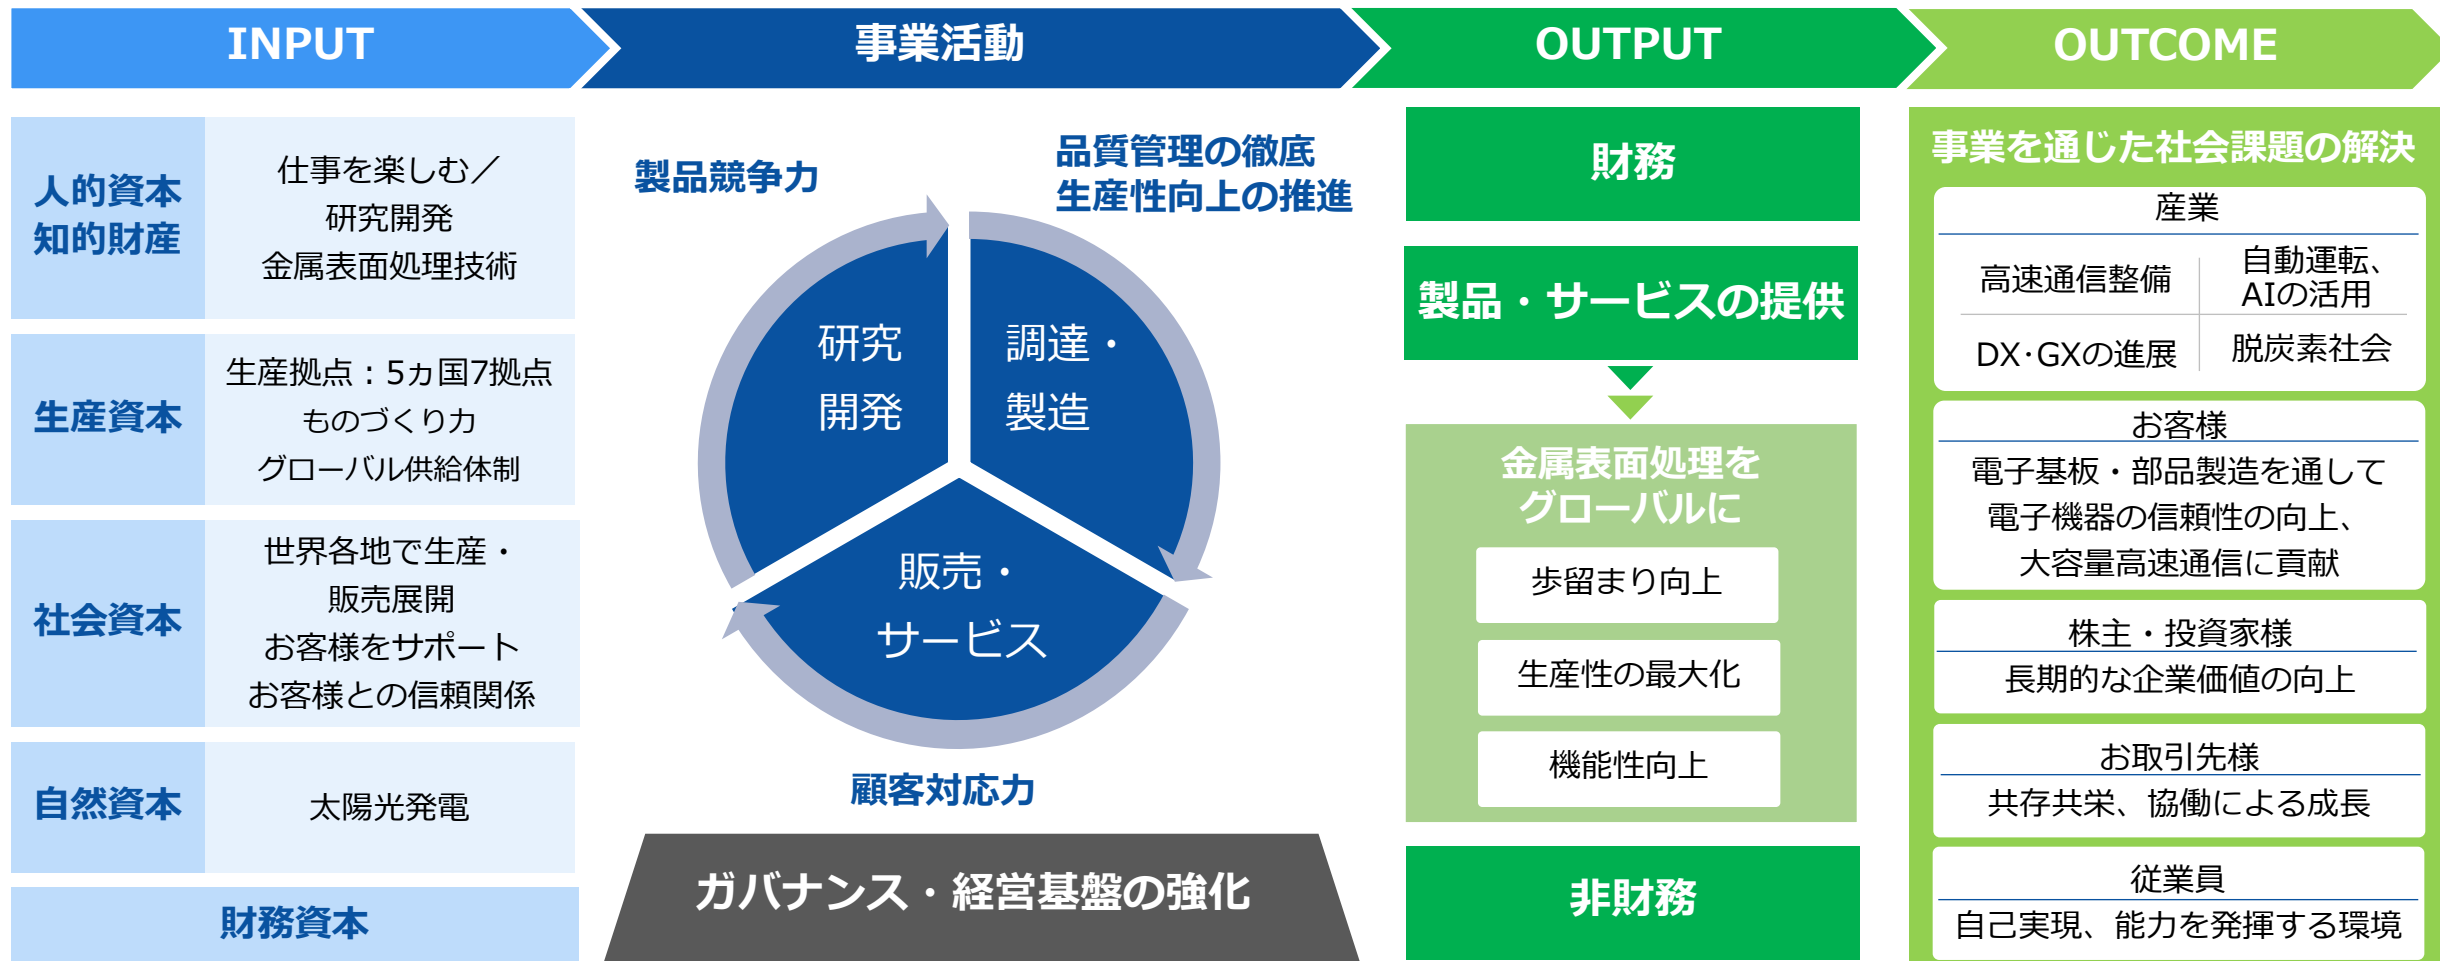 INPUT
事業活動
OUTPUT
OUTCOME
人的資本
知的財産
仕事を楽しむ／
研究開発
金属表面処理技術
生産資本
生産拠点：5ヵ国7拠点
ものづくり力
グローバル供給体制
社会資本
世界各地で生産・
販売展開
お客様をサポート
お客様との信頼関係
自然資本
太陽光発電
財務資本
製品競争力
品質管理の徹底
生産性向上の推進
研究
開発
調達・
製造
販売・
サービス
顧客対応力
ガバナンス・経営基盤の強化
財務
製品・サービスの提供
金属表面処理を
グローバルに
歩留まり向上
生産性の最大化
機能性向上
非財務
事業を通じた社会課題の解決
産業
高速通信整備
自動運転、
AIの活用
DX･GXの進展
脱炭素社会
お客様
電子基板・部品製造を通して
電子機器の信頼性の向上、
大容量高速通信に貢献
株主・投資家様
長期的な企業価値の向上
お取引先様
共存共栄、協働による成長
従業員
自己実現、能力を発揮する環境